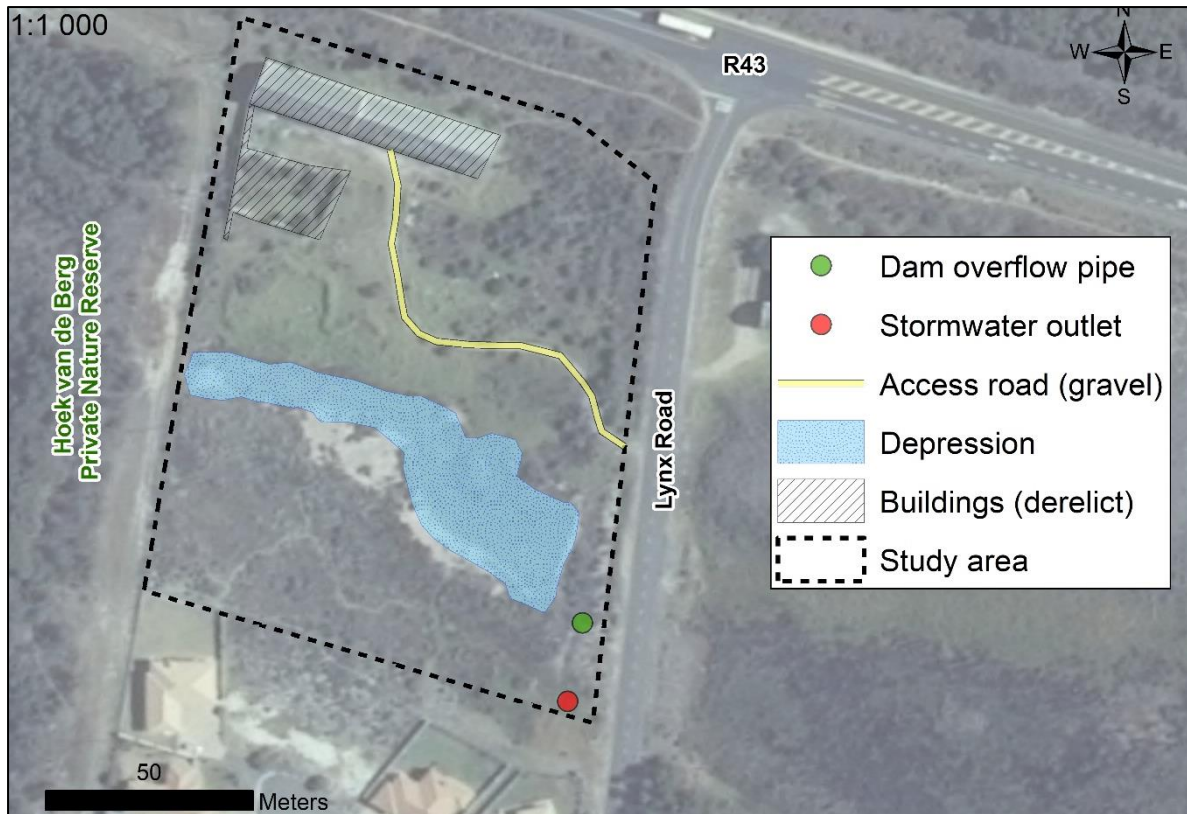 1:1 000
N
W E
S
R43
Hoek van de Berg
Private Nature Reserve
Lynx Road
Dam overflow pipe
Stormwater outlet
Access road (gravel)
Depression
Buildings (derelict)
Study area
50
Meters